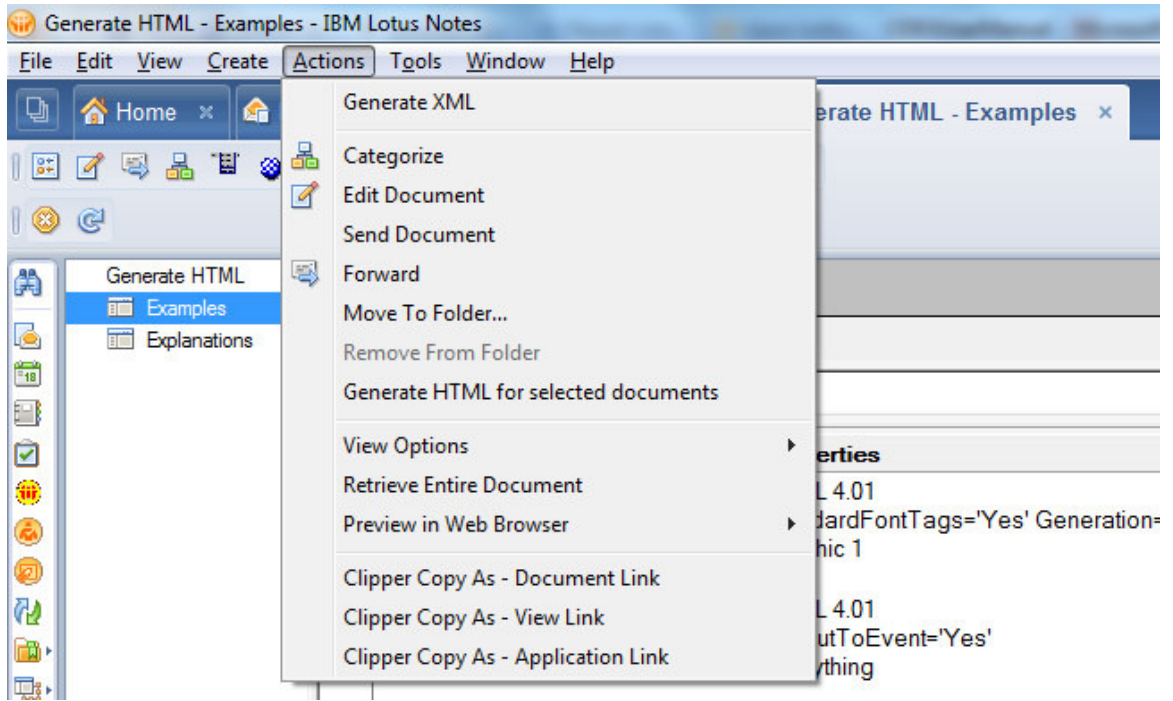 Generate HTML - Examples - IBM Lotus Notes
File Edit View Create Actions Tools Window Help
Home
erate HTML - Examples
Generate XML
Categorize
Edit Document
Send Document
Forward
Move To Folder...
Remove From Folder
Generate HTML for selected documents
View Options
Retrieve Entire Document
Preview in Web Browser
Clipper Copy As - Document Link
Clipper Copy As - View Link
Clipper Copy As - Application Link
Generate HTML
Examples
Explanations
18
erties
L 4.01
dardFontTags='Yes' Generation=
hic 1
L 4.01
utToEvent='Yes'
ything